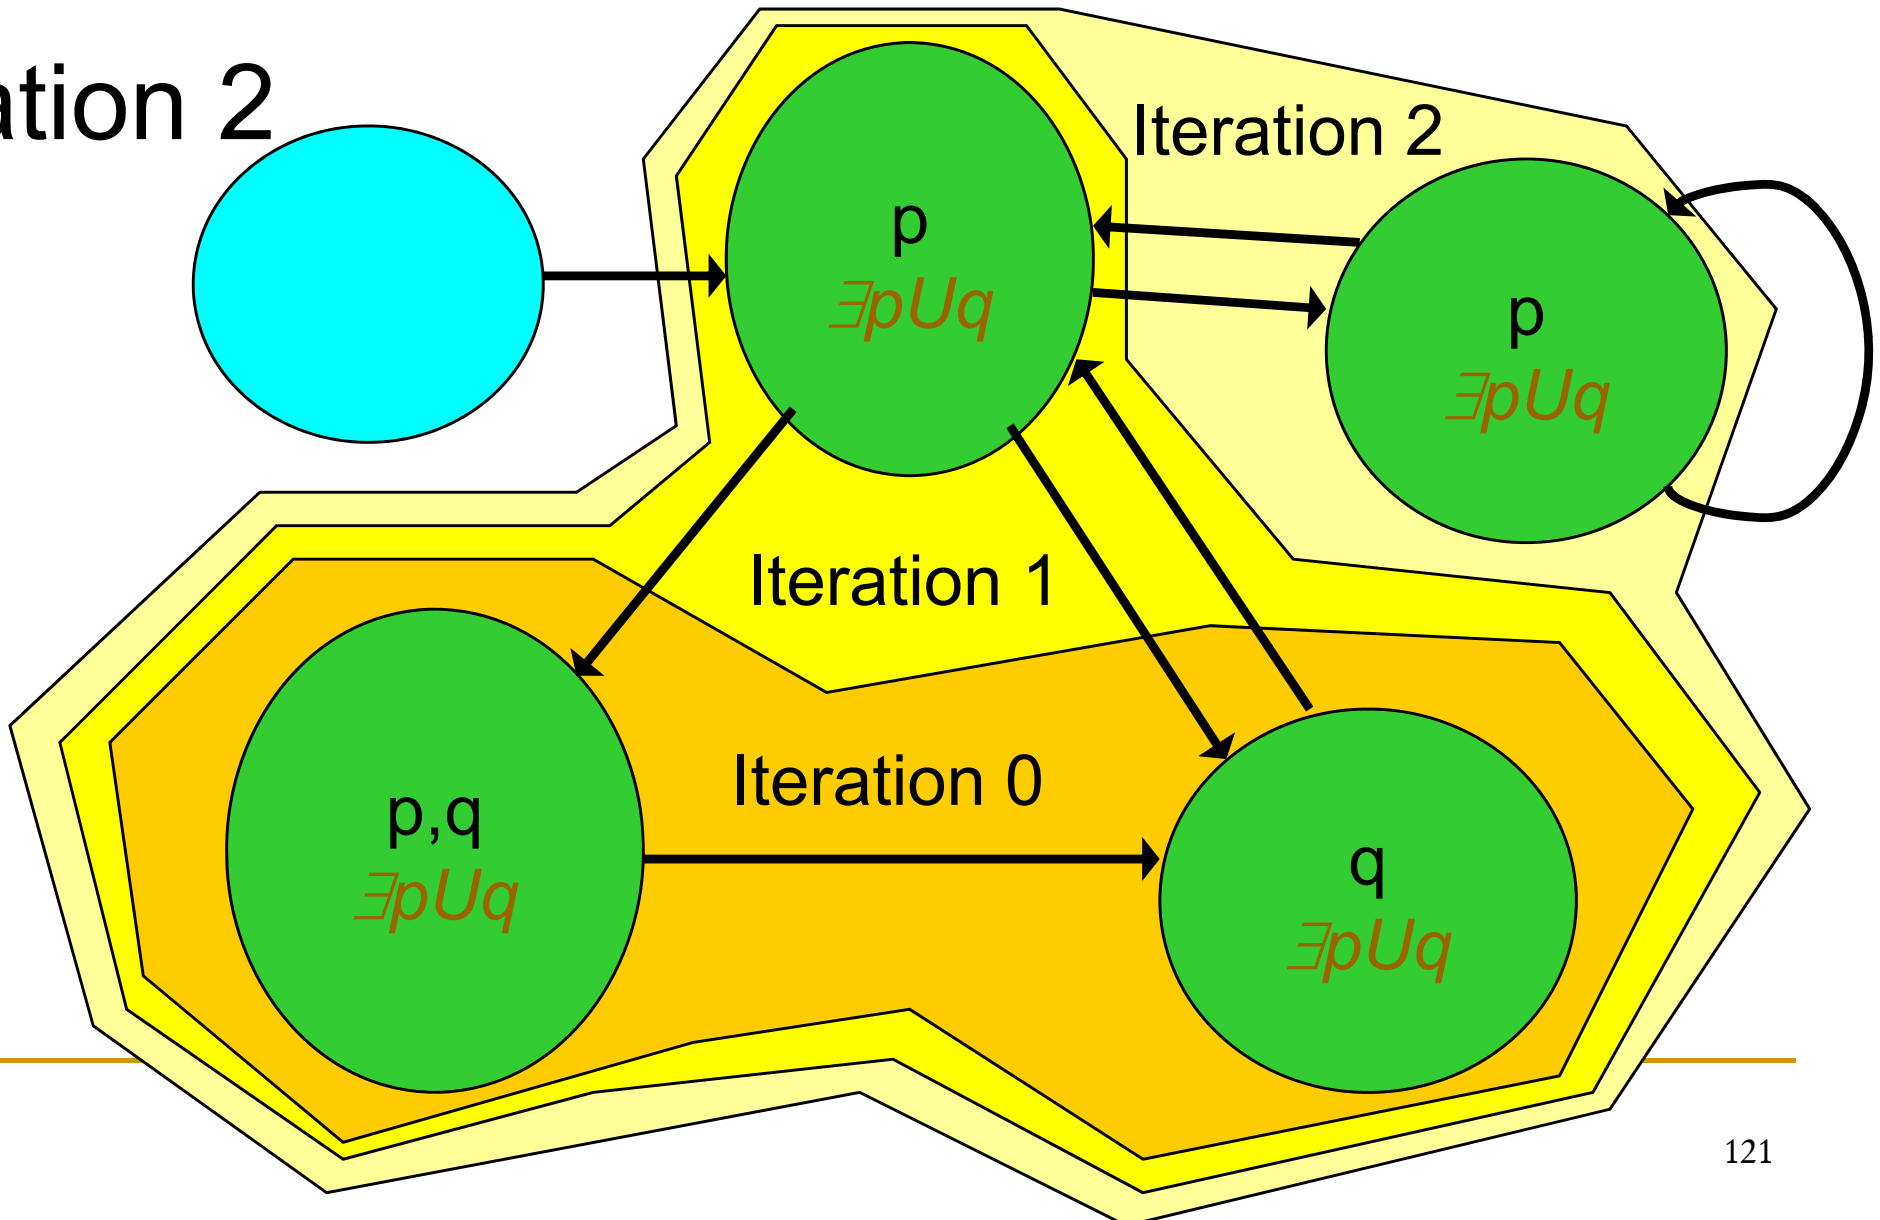 ation 2
Iteration 2
p
∃pUq
p
∃pUq
Iteration 1
Iteration 0
p,q
∃pUq
q
∃pUq
121